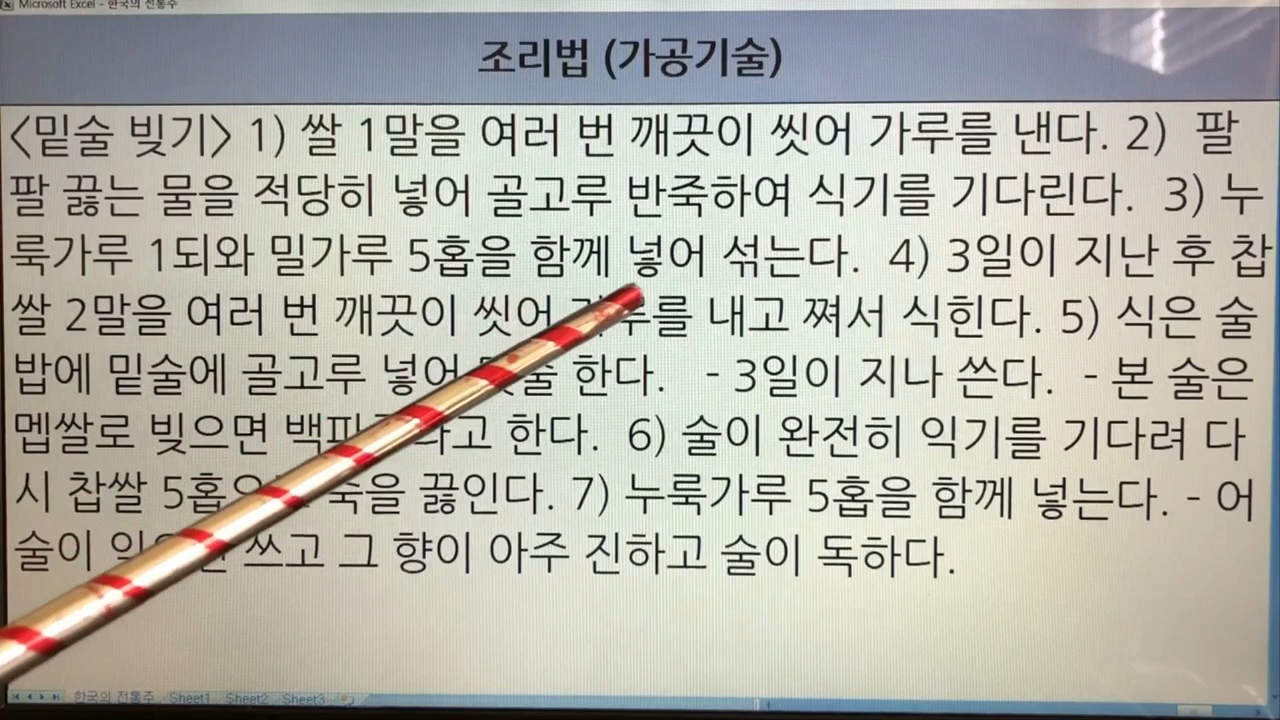 Microsoft Excel - 한국의 전통주
조리법 (가공기술)
<밑술 빚기> 1) 쌀 1말을 여러 번 깨끗이 씻어 가루를 낸다. 2) 팔
팔 끓는 물을 적당히 넣어 골고루 반죽하여 식기를 기다린다. 3) 누
룩가루 1되와 밀가루 5홉을 함께 넣어 섞는다. 4) 3일이 지난 후 찹
쌀 2말을 여러 번 깨끗이 씻어 내고 쪄서 식힌다. 5) 식은 술
밥에 밑술에 골고루 넣어 한다. - 3일이 지나 쓴다. - 본 술은
멥쌀로 빚으면 한다. 6) 술이 완전히 익기를 기다려 다
시 찹쌀 5홉 죽을 끓인다. 7) 누룩가루 5홉을 함께 넣는다. - 어
술이 쓰고 그 향이 아주 진하고 술이 독하다.
한국의 전통주 Sheet1 Sheet2 Sheet3